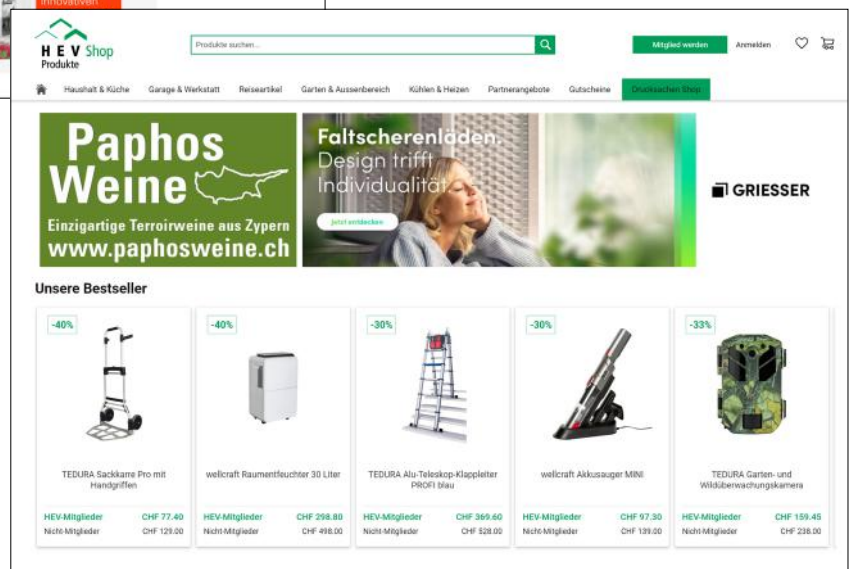 innovativen
HEV Shop
Produkte
Produkte suchen...
Mitglied werden
Anmelden
Haushalt & Küche
Garage & Werkstatt
Reiseartikel
Garten & Aussenbereich
Kühlen & Heizen
Partnerangebote
Gutscheine
Drucksachen Shop
Paphos
Weine
Einzigartige Terroirweine aus Zypern
www.paphosweine.ch
Faltscherenläden.
Design trifft
Individualität
Jetzt entdecken
GRIESSER
Unsere Bestseller
-40%
TEDURA Sackkarre Pro mit
Handgriffen
HEV-Mitglieder CHF 77.40
Nicht-Mitglieder CHF 129.00
-40%
wellcraft Raumentfeuchter 30 Liter
HEV-Mitglieder CHF 298.80
Nicht-Mitglieder CHF 498.00
-30%
TEDURA Alu-Teleskop-Klappleiter
PROFI blau
HEV-Mitglieder CHF 369.60
Nicht-Mitglieder CHF 528.00
-30%
wellcraft Akkusauger MINI
HEV-Mitglieder CHF 97.30
Nicht-Mitglieder CHF 139.00
-33%
TEDURA Garten- und
Wildüberwachungskamera
HEV-Mitglieder CHF 159.45
Nicht-Mitglieder CHF 238.00